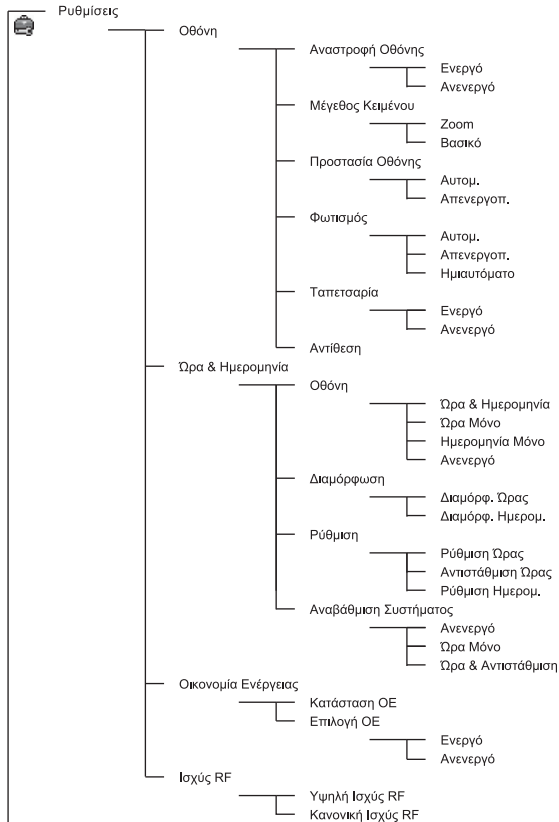 Ρυθμίσεις
Οθόνη
Αναστροφή Οθόνης
Ενεργό
Ανενεργό
Μέγεθος Κειμένου
Zoom
Βασικό
Προστασία Οθόνης
Αυτομ.
Απενεργοπ.
Φωτισμός
Αυτομ.
Απενεργοπ.
Ημιαυτόματο
Ταπετσαρία
Ενεργό
Ανενεργό
Αντίθεση
Ώρα & Ημερομηνία
Οθόνη
Ώρα & Ημερομηνία
Ώρα Μόνο
Ημερομηνία Μόνο
Ανενεργό
Διαμόρφωση
Διαμόρφ. Ώρας
Διαμόρφ. Ημερομ.
Ρύθμιση
Ρύθμιση Ώρας
Αντιστάθμιση Ώρας
Ρύθμιση Ημερομ.
Αναβάθμιση Συστήματος
Ανενεργό
Ώρα Μόνο
Ώρα & Αντιστάθμιση
Οικονομία Ενέργειας
Κατάσταση ΟΕ
Επιλογή ΟΕ
Ενεργό
Ανενεργό
Ισχύς RF
Υψηλή Ισχύς RF
Κανονική Ισχύς RF